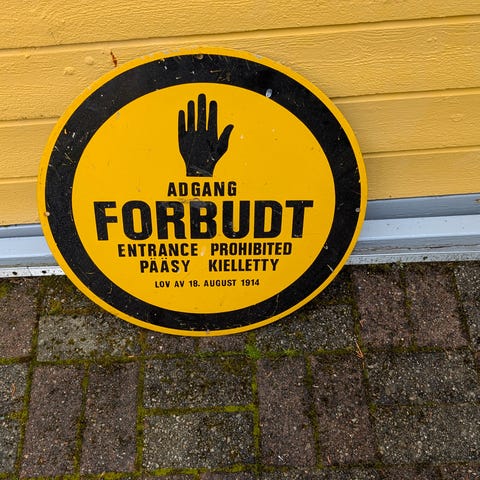 ADGANG
FORBUDT
ENTRANCE PROHIBITED
PÄÄSY KIELLETTY
LOV AV 18. AUGUST 1914